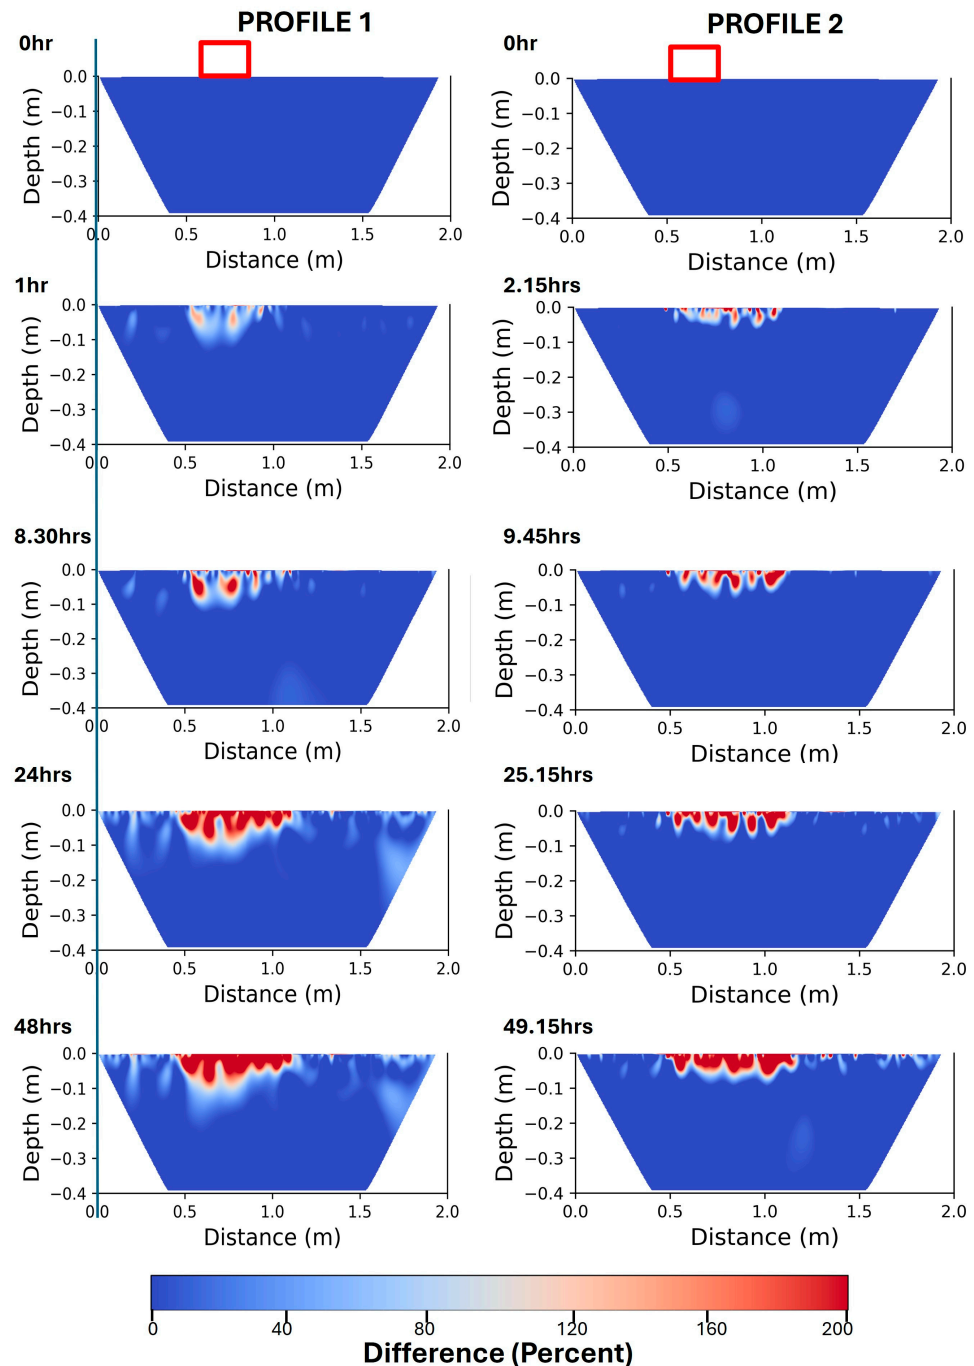 PROFILE 1
PROFILE 2
0hr
0hr
0.0
−0.1
−0.2
−0.3
−0.4
Depth (m)
0.0 0.5 1.0 1.5 2.0
Distance (m)
0.0
−0.1
−0.2
−0.3
−0.4
Depth (m)
0.0 0.5 1.0 1.5 2.0
Distance (m)
1hr
0.0
−0.1
−0.2
−0.3
−0.4
Depth (m)
0.0 0.5 1.0 1.5 2.0
Distance (m)
2.15hrs
0.0
−0.1
−0.2
−0.3
−0.4
Depth (m)
0.0 0.5 1.0 1.5 2.0
Distance (m)
8.30hrs
0.0
−0.1
−0.2
−0.3
−0.4
Depth (m)
0.0 0.5 1.0 1.5 2.0
Distance (m)
9.45hrs
0.0
−0.1
−0.2
−0.3
−0.4
Depth (m)
0.0 0.5 1.0 1.5 2.0
Distance (m)
24hrs
0.0
−0.1
−0.2
−0.3
−0.4
Depth (m)
0.0 0.5 1.0 1.5 2.0
Distance (m)
25.15hrs
0.0
−0.1
−0.2
−0.3
−0.4
Depth (m)
0.0 0.5 1.0 1.5 2.0
Distance (m)
48hrs
0.0
−0.1
−0.2
−0.3
−0.4
Depth (m)
0.0 0.5 1.0 1.5 2.0
Distance (m)
49.15hrs
0.0
−0.1
−0.2
−0.3
−0.4
Depth (m)
0.0 0.5 1.0 1.5 2.0
Distance (m)
0 40 80 120 160 200
Difference (Percent)